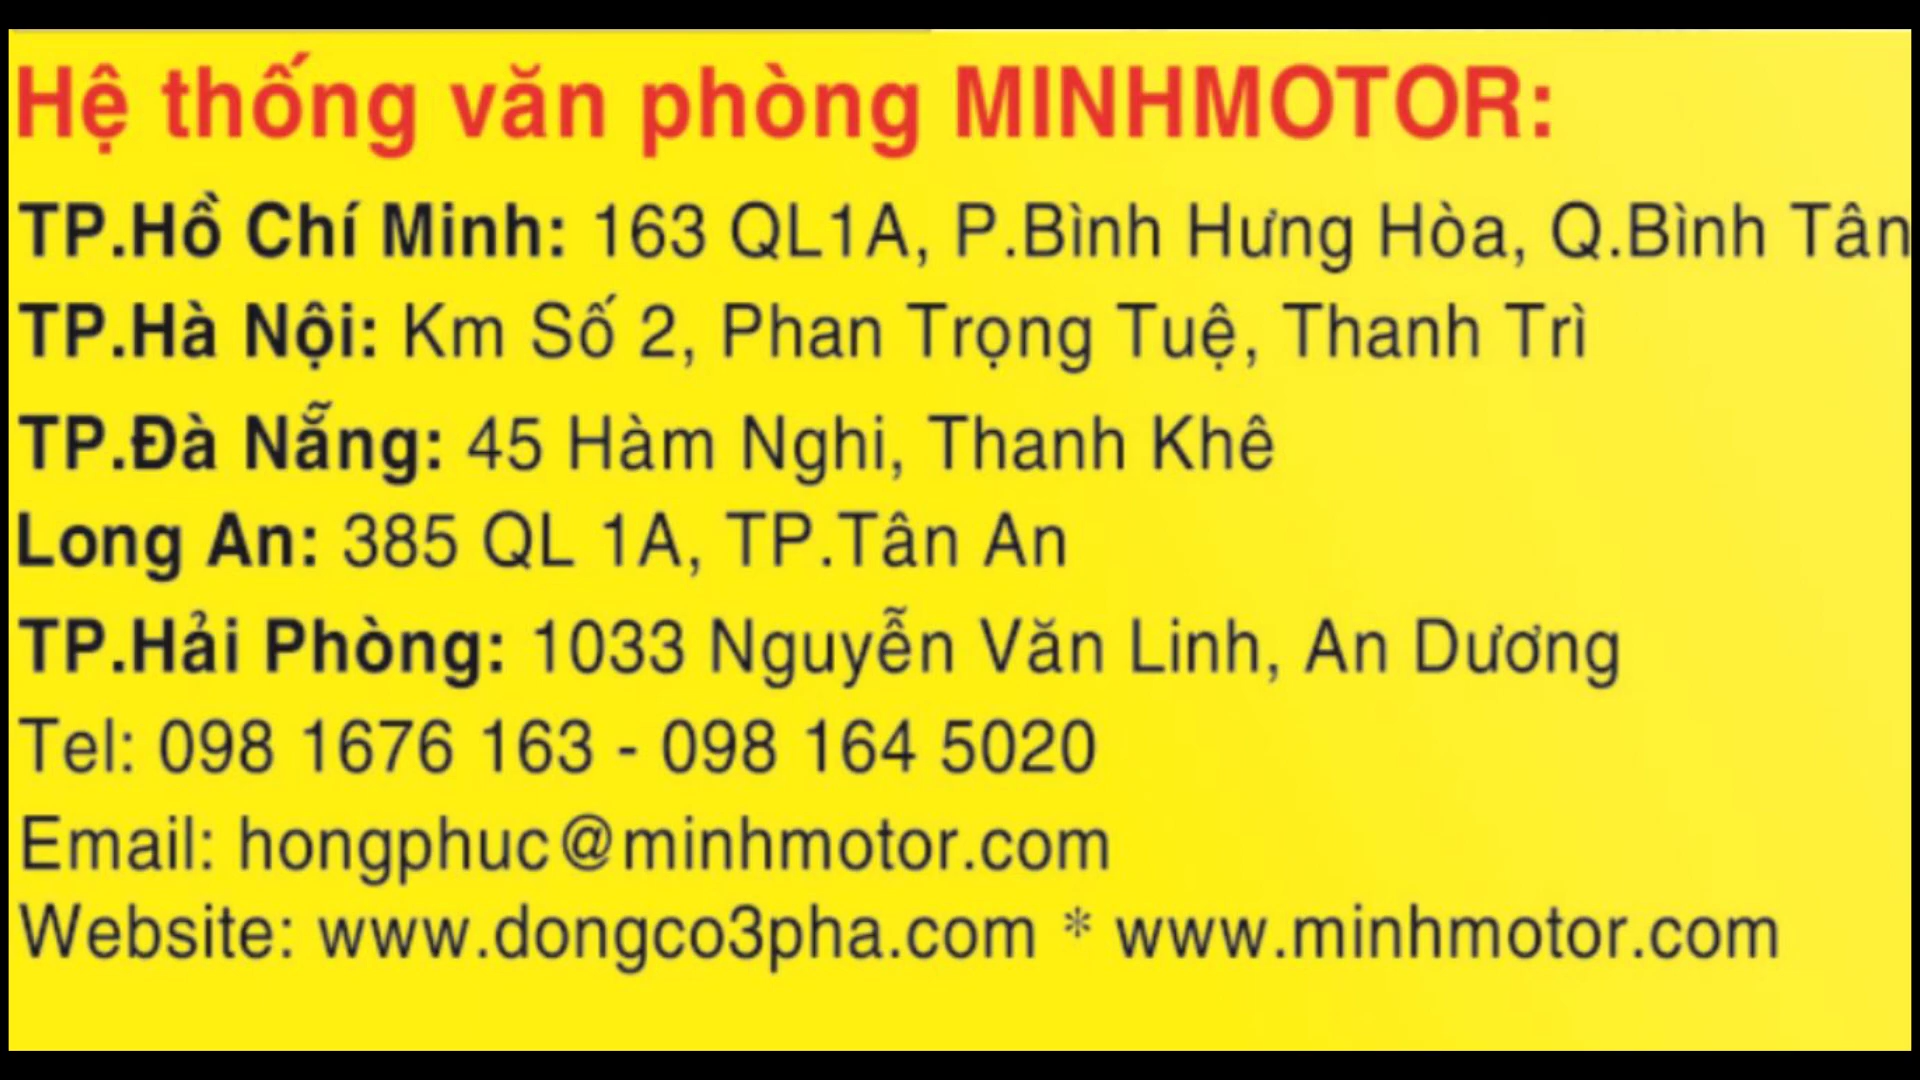 Hệ thống văn phòng MINHMOTOR:
TP.Hồ Chí Minh: 163 QL1A, P.Bình Hưng Hòa, Q.Bình Tân
TP.Hà Nội: Km Số 2, Phan Trọng Tuệ, Thanh Trì
TP.Đà Nẵng: 45 Hàm Nghi, Thanh Khê
Long An: 385 QL 1A, TP.Tân An
TP.Hải Phòng: 1033 Nguyễn Văn Linh, An Dương
Tel: 098 1676 163 - 098 164 5020
Email: hongphuc@minhmotor.com
Website: www.dongco3pha.com * www.minhmotor.com